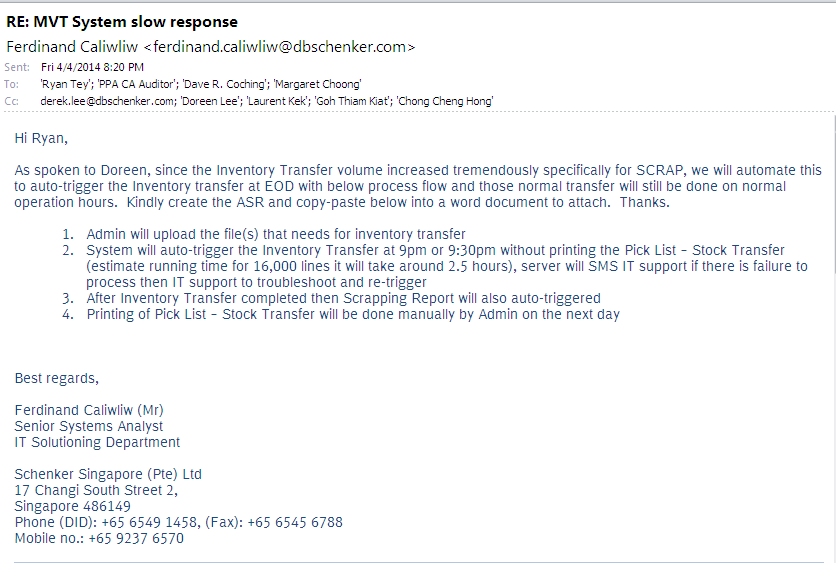 RE: MVT System slow response
Ferdinand Caliwliw <ferdinand.caliwliw@dbschenker.com>
Sent: Fri 4/4/2014 8:20 PM
To: 'Ryan Tey'; 'PPA CA Auditor'; 'Dave R. Coching'; 'Margaret Choong'
Cc: derek.lee@dbschenker.com; 'Doreen Lee'; 'Laurent Kek'; 'Goh Thiam Kiat'; 'Chong Cheng Hong'
Hi Ryan,
As spoken to Doreen, since the Inventory Transfer volume increased tremendously specifically for SCRAP, we will automate this
to auto-trigger the Inventory transfer at EOD with below process flow and those normal transfer will still be done on normal
operation hours.  Kindly create the ASR and copy-paste below into a word document to attach.  Thanks.
1. Admin will upload the file(s) that needs for inventory transfer
2. System will auto-trigger the Inventory Transfer at 9pm or 9:30pm without printing the Pick List – Stock Transfer
(estimate running time for 16,000 lines it will take around 2.5 hours), server will SMS IT support if there is failure to
process then IT support to troubleshoot and re-trigger
3. After Inventory Transfer completed then Scrapping Report will also auto-triggered
4. Printing of Pick List – Stock Transfer will be done manually by Admin on the next day
Best regards,
Ferdinand Caliwliw (Mr)
Senior Systems Analyst
IT Solutioning Department
Schenker Singapore (Pte) Ltd
17 Changi South Street 2,
Singapore 486149
Phone (DID): +65 6549 1458, (Fax): +65 6545 6788
Mobile no.: +65 9237 6570